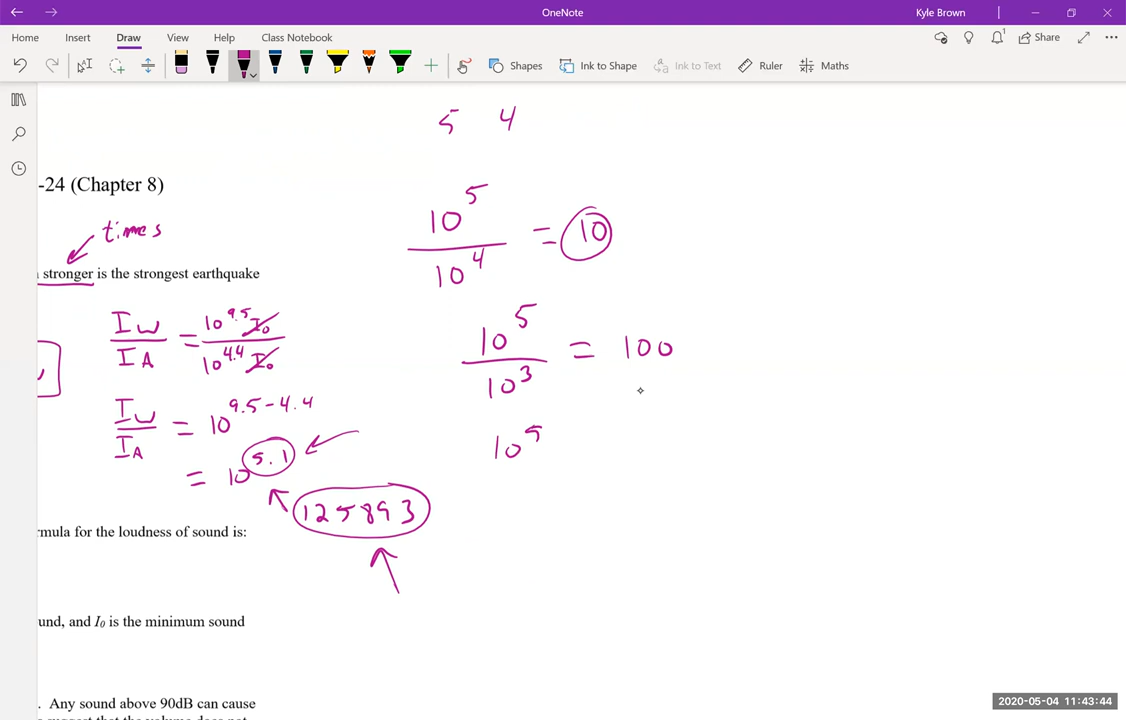 OneNote
Kyle Brown
Home Insert Draw View Help Class Notebook
Share
Shapes Ink to Shape Ink to Text Ruler Maths
5 4
-24 (Chapter 8)
times
stronger is the strongest earthquake
10^5 / 10^4 = 10
I_W / I_A = 10^9.5 I_0 / 10^4.4 I_0
10^5 / 10^3 = 100
I_W / I_A = 10^9.5-4.4
10^5
= 10^5.1
125893
rmula for the loudness of sound is:
und, and I_0 is the minimum sound
. Any sound above 90dB can cause
2020-05-04 11:43:44